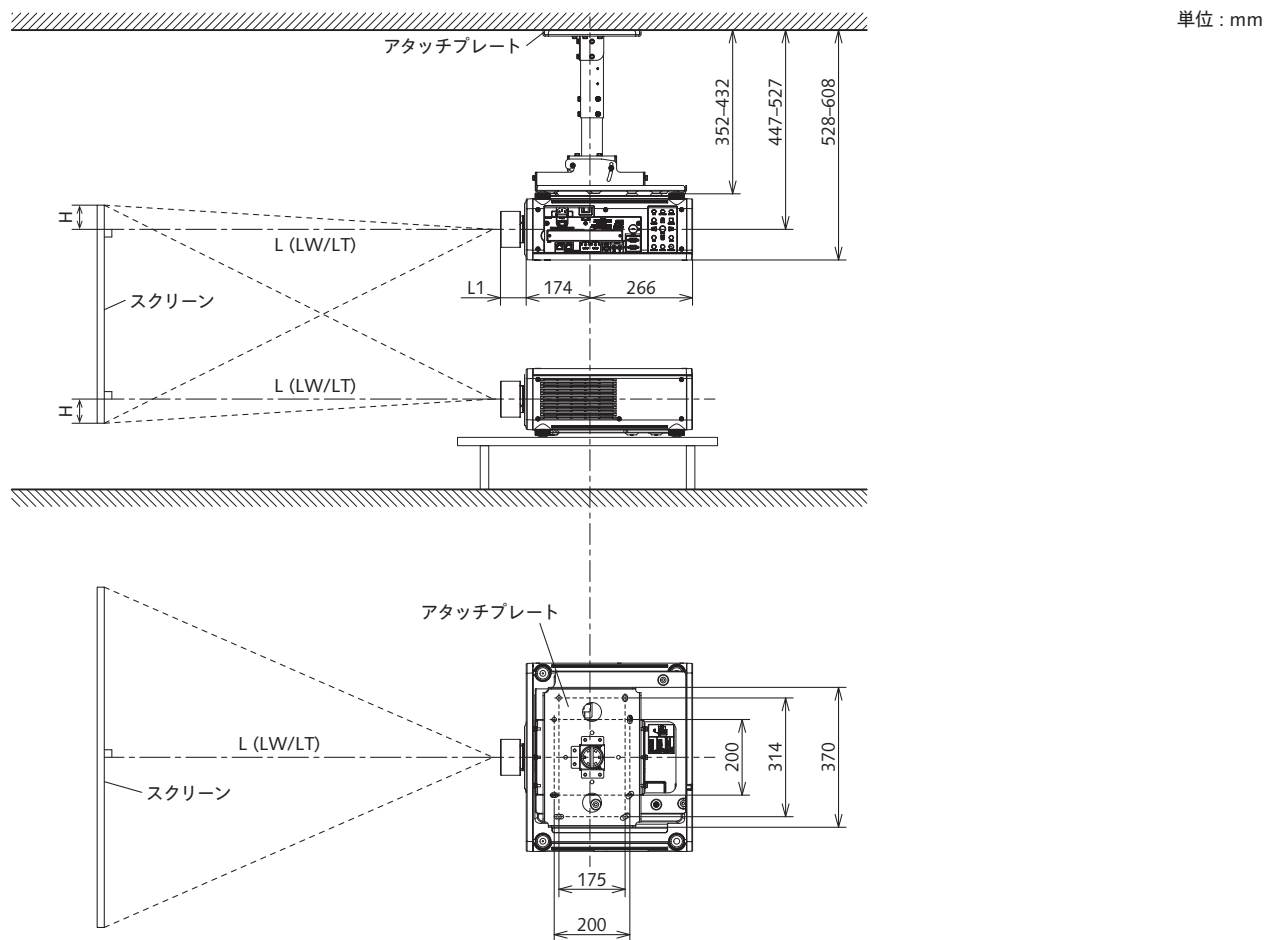 単位 : mm
アタッチプレート
352–432
447–527
528–608
H
L (LW/LT)
L1
174
266
スクリーン
L (LW/LT)
H
アタッチプレート
L (LW/LT)
スクリーン
200
314
370
175
200